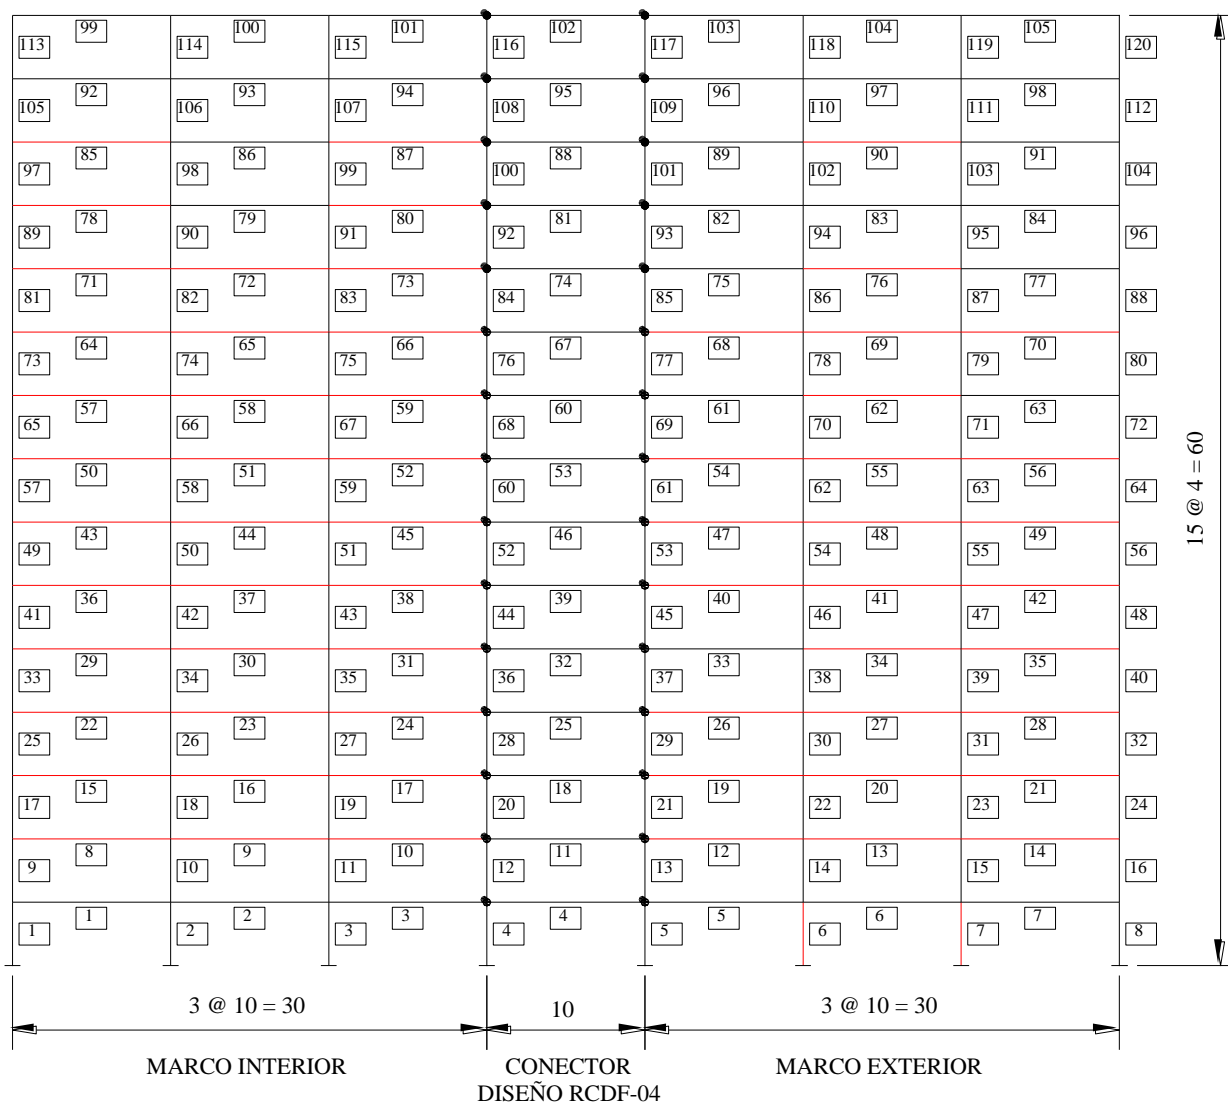 99 100 101 102 103 104 105
113 114 115 116 117 118 119 120
92 93 94 95 96 97 98
105 106 107 108 109 110 111 112
85 86 87 88 89 90 91
97 98 99 100 101 102 103 104
78 79 80 81 82 83 84
89 90 91 92 93 94 95 96
71 72 73 74 75 76 77
81 82 83 84 85 86 87 88
64 65 66 67 68 69 70
73 74 75 76 77 78 79 80
57 58 59 60 61 62 63
65 66 67 68 69 70 71 72
50 51 52 53 54 55 56
57 58 59 60 61 62 63 64
43 44 45 46 47 48 49
49 50 51 52 53 54 55 56
36 37 38 39 40 41 42
41 42 43 44 45 46 47 48
29 30 31 32 33 34 35
33 34 35 36 37 38 39 40
22 23 24 25 26 27 28
25 26 27 28 29 30 31 32
15 16 17 18 19 20 21
17 18 19 20 21 22 23 24
8 9 10 11 12 13 14
9 10 11 12 13 14 15 16
1 2 3 4 5 6 7
1 2 3 4 5 6 7 8
15 @ 4 = 60
3 @ 10 = 30 10 3 @ 10 = 30
MARCO INTERIOR CONECTOR MARCO EXTERIOR
DISEÑO RCDF-04